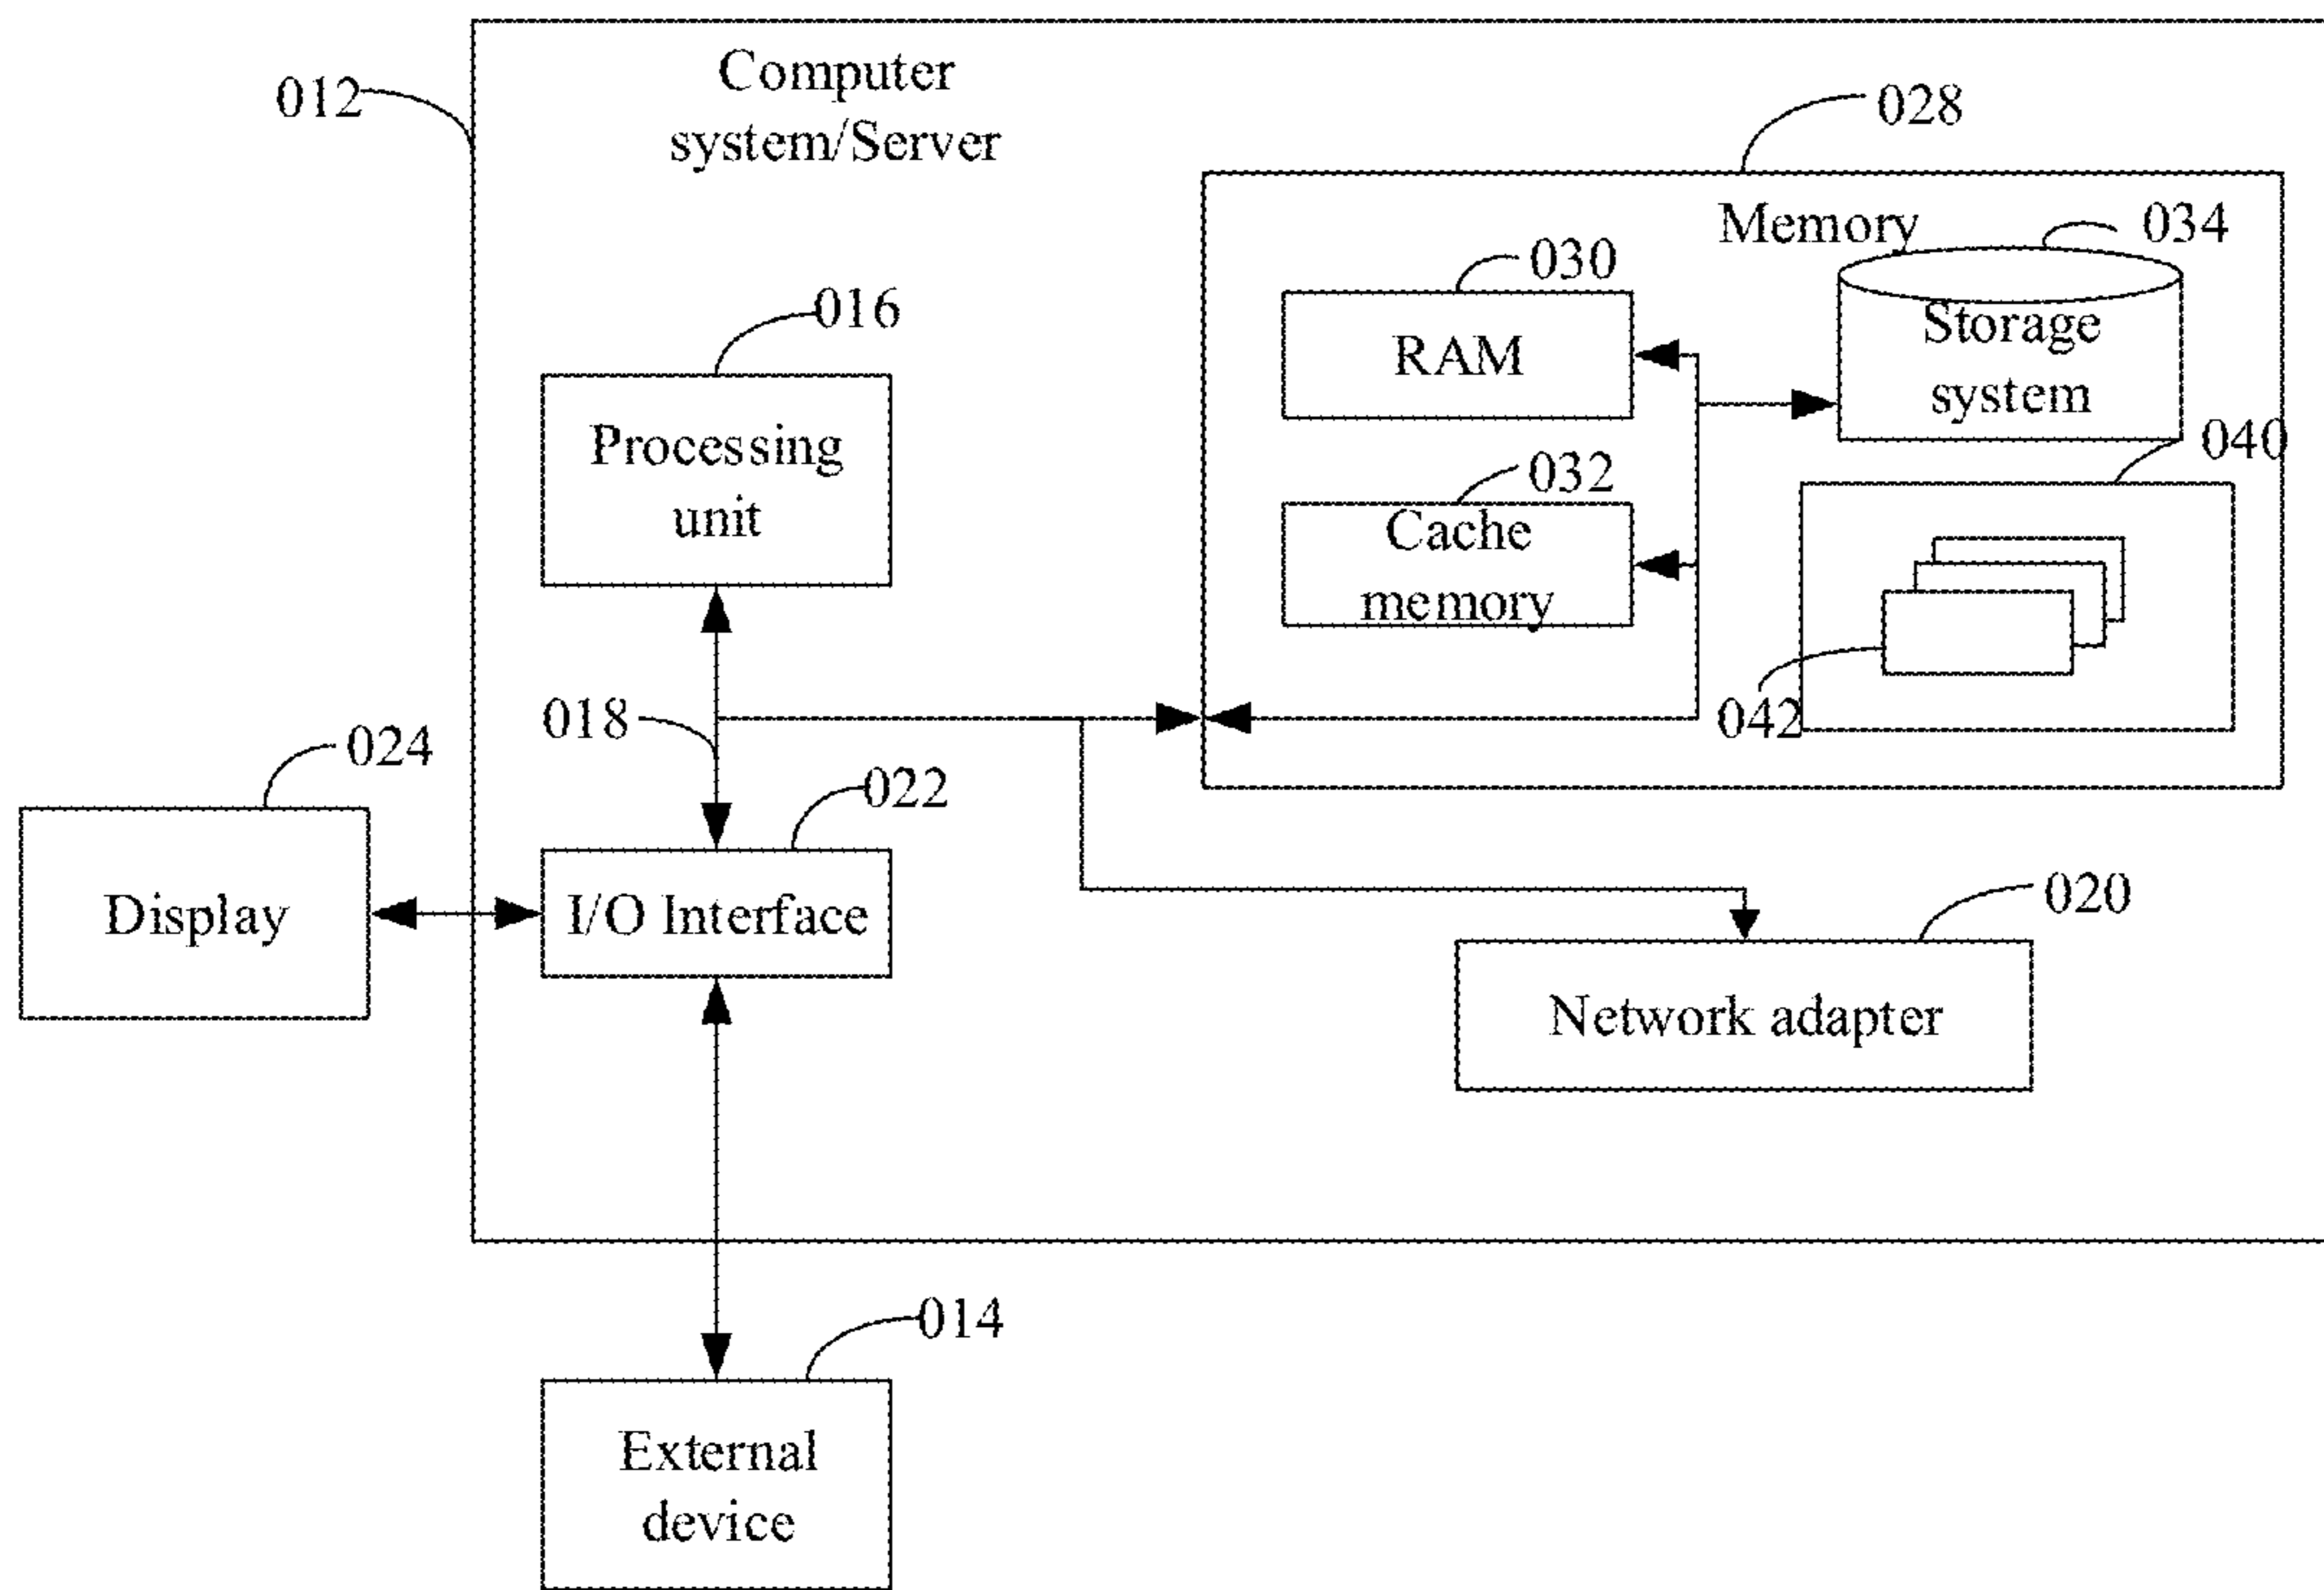 Computer
system/Server
012
028
Memory
034
030
RAM
Storage
system
016
Processing
unit
032
Cache
memory
040
042
018
024
Display
022
I/O Interface
020
Network adapter
014
External
device